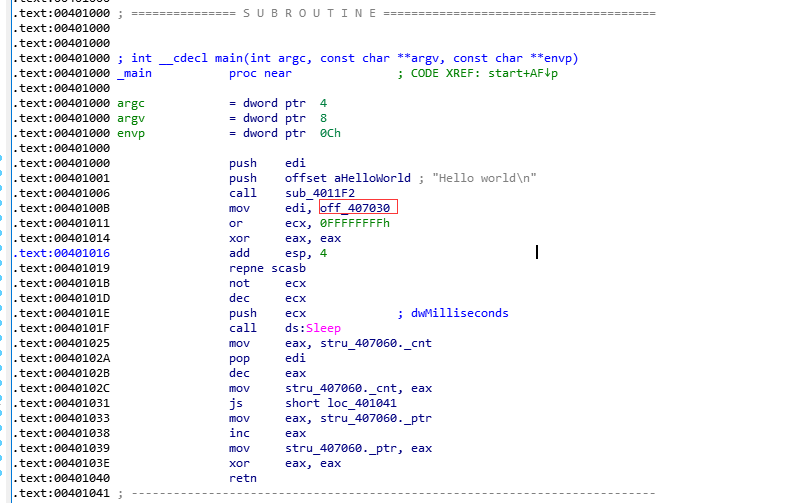 .text:00401000 ; =============== S U B R O U T I N E =======================================
.text:00401000
.text:00401000
.text:00401000 ; int __cdecl main(int argc, const char **argv, const char **envp)
.text:00401000 _main proc near ; CODE XREF: start+AF↓p
.text:00401000
.text:00401000 argc = dword ptr 4
.text:00401000 argv = dword ptr 8
.text:00401000 envp = dword ptr 0Ch
.text:00401000
.text:00401000 push edi
.text:00401001 push offset aHelloWorld ; "Hello world\n"
.text:00401006 call sub_4011F2
.text:0040100B mov edi, off_407030
.text:00401011 or ecx, 0FFFFFFFFh
.text:00401014 xor eax, eax
.text:00401016 add esp, 4
.text:00401019 repne scasb
.text:0040101B not ecx
.text:0040101D dec ecx
.text:0040101E push ecx ; dwMilliseconds
.text:0040101F call ds:Sleep
.text:00401025 mov eax, stru_407060._cnt
.text:0040102A pop edi
.text:0040102B dec eax
.text:0040102C mov stru_407060._cnt, eax
.text:00401031 js short loc_401041
.text:00401033 mov eax, stru_407060._ptr
.text:00401038 inc eax
.text:00401039 mov stru_407060._ptr, eax
.text:0040103E xor eax, eax
.text:00401040 retn
.text:00401041 ; ---------------------------------------------------------------------------